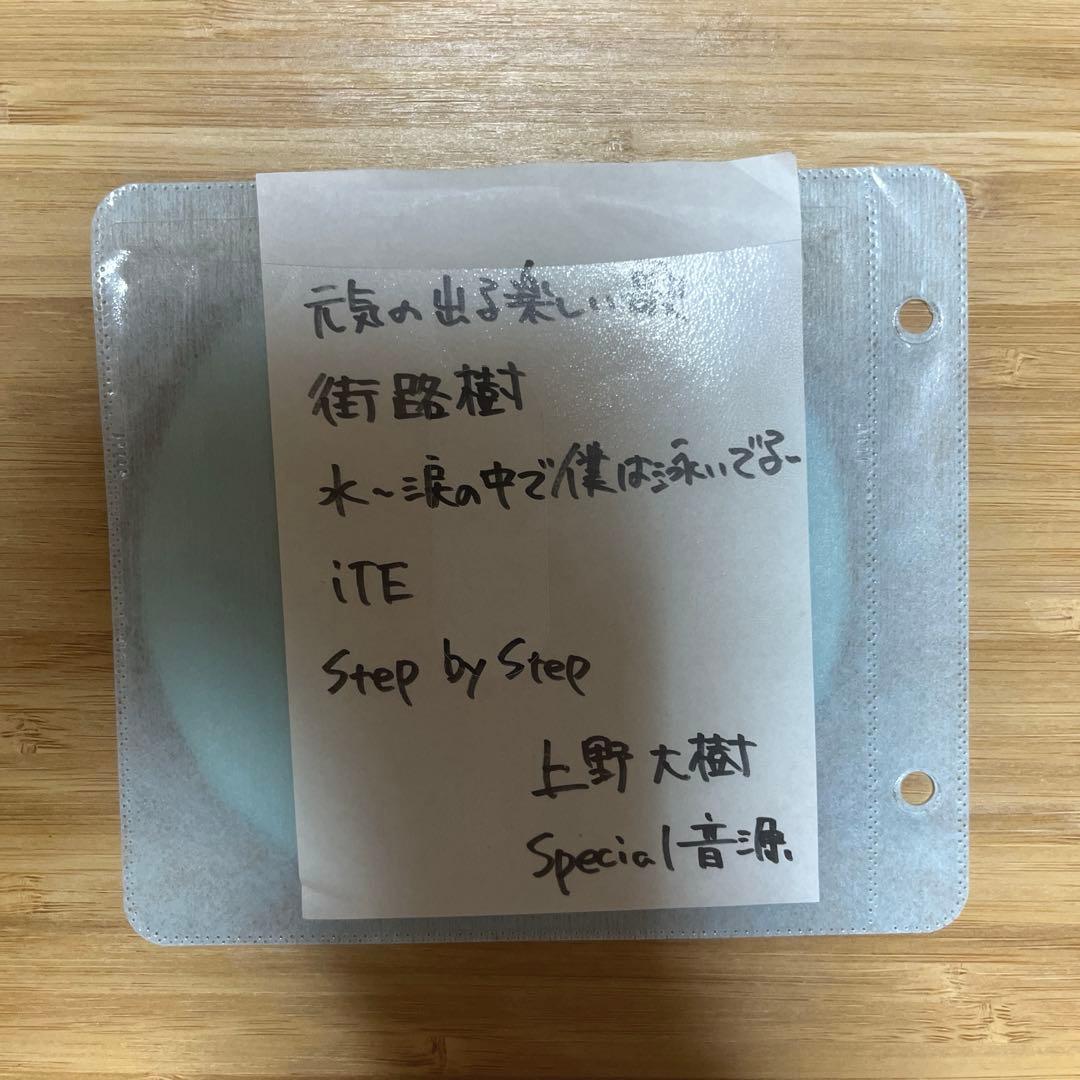 元気の出る楽しい
街路樹
水～涙の中で僕は泳いでる～
iTE
Step by Step
上野大樹
Special音源